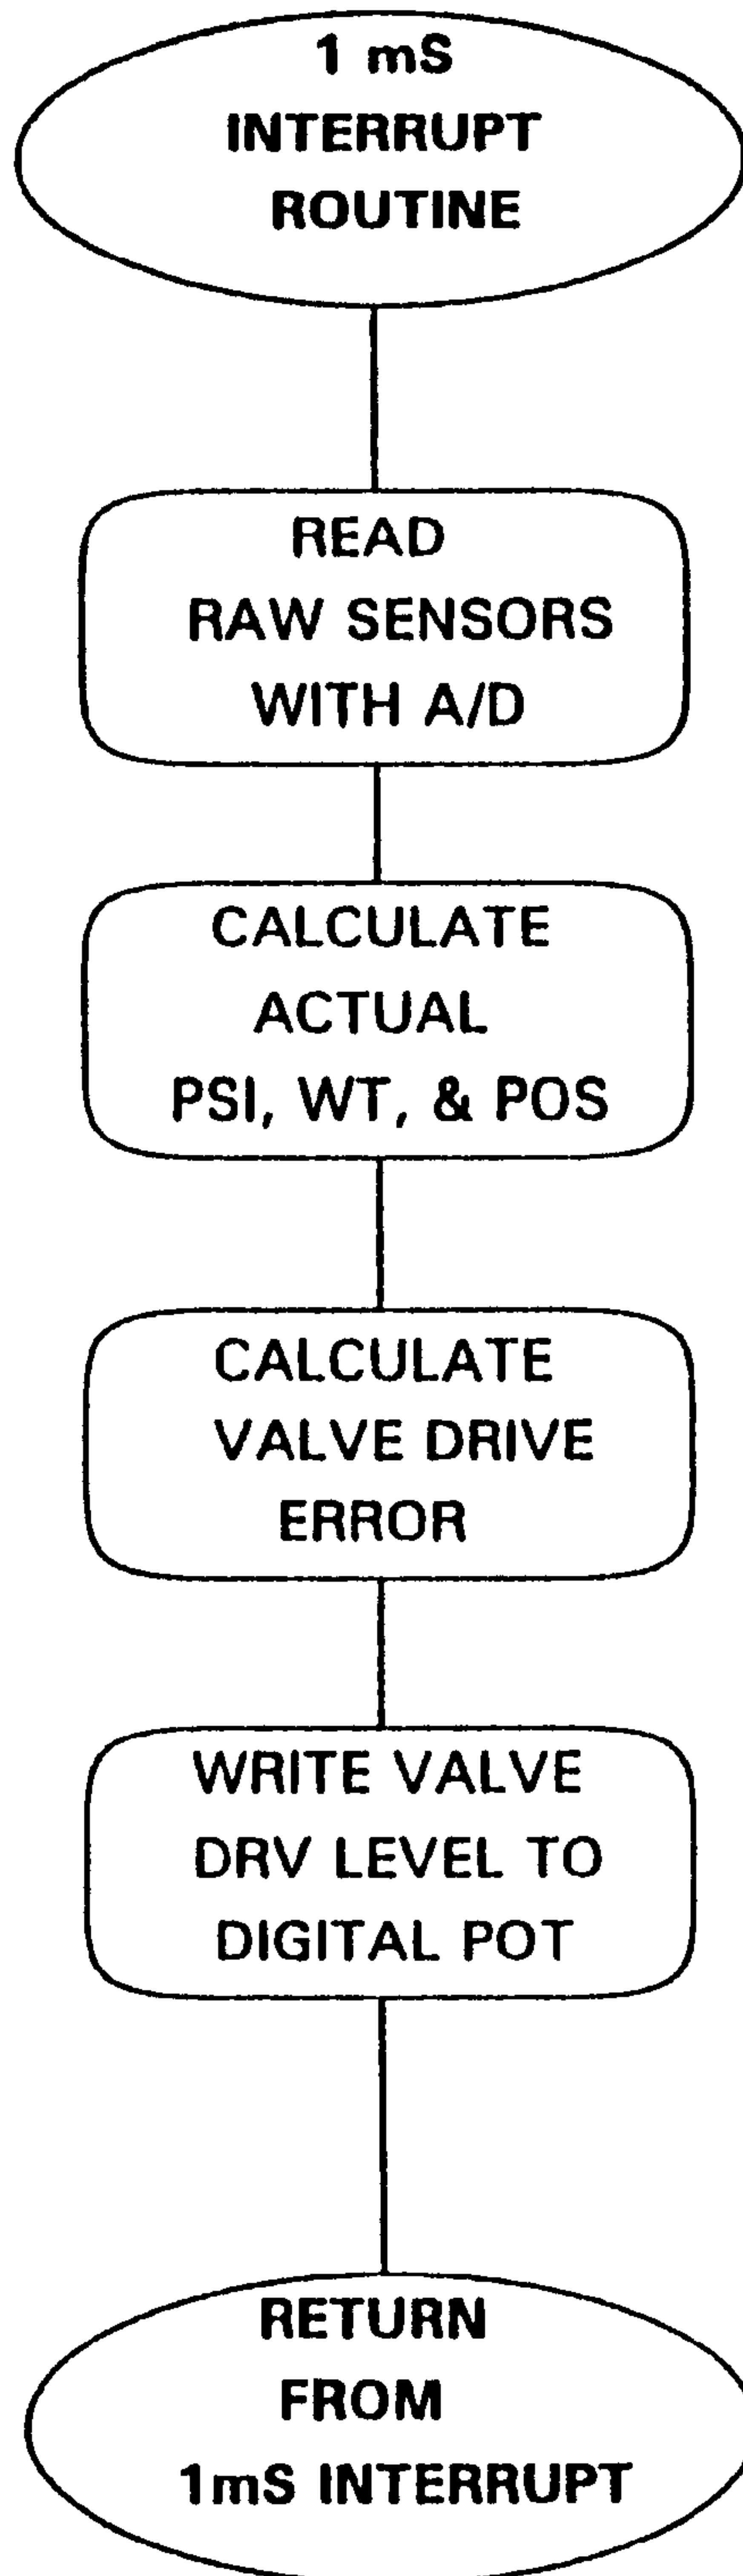 1 mS
INTERRUPT
ROUTINE
READ
RAW SENSORS
WITH A/D
CALCULATE
ACTUAL
PSI, WT, & POS
CALCULATE
VALVE DRIVE
ERROR
WRITE VALVE
DRV LEVEL TO
DIGITAL POT
RETURN
FROM
1mS INTERRUPT